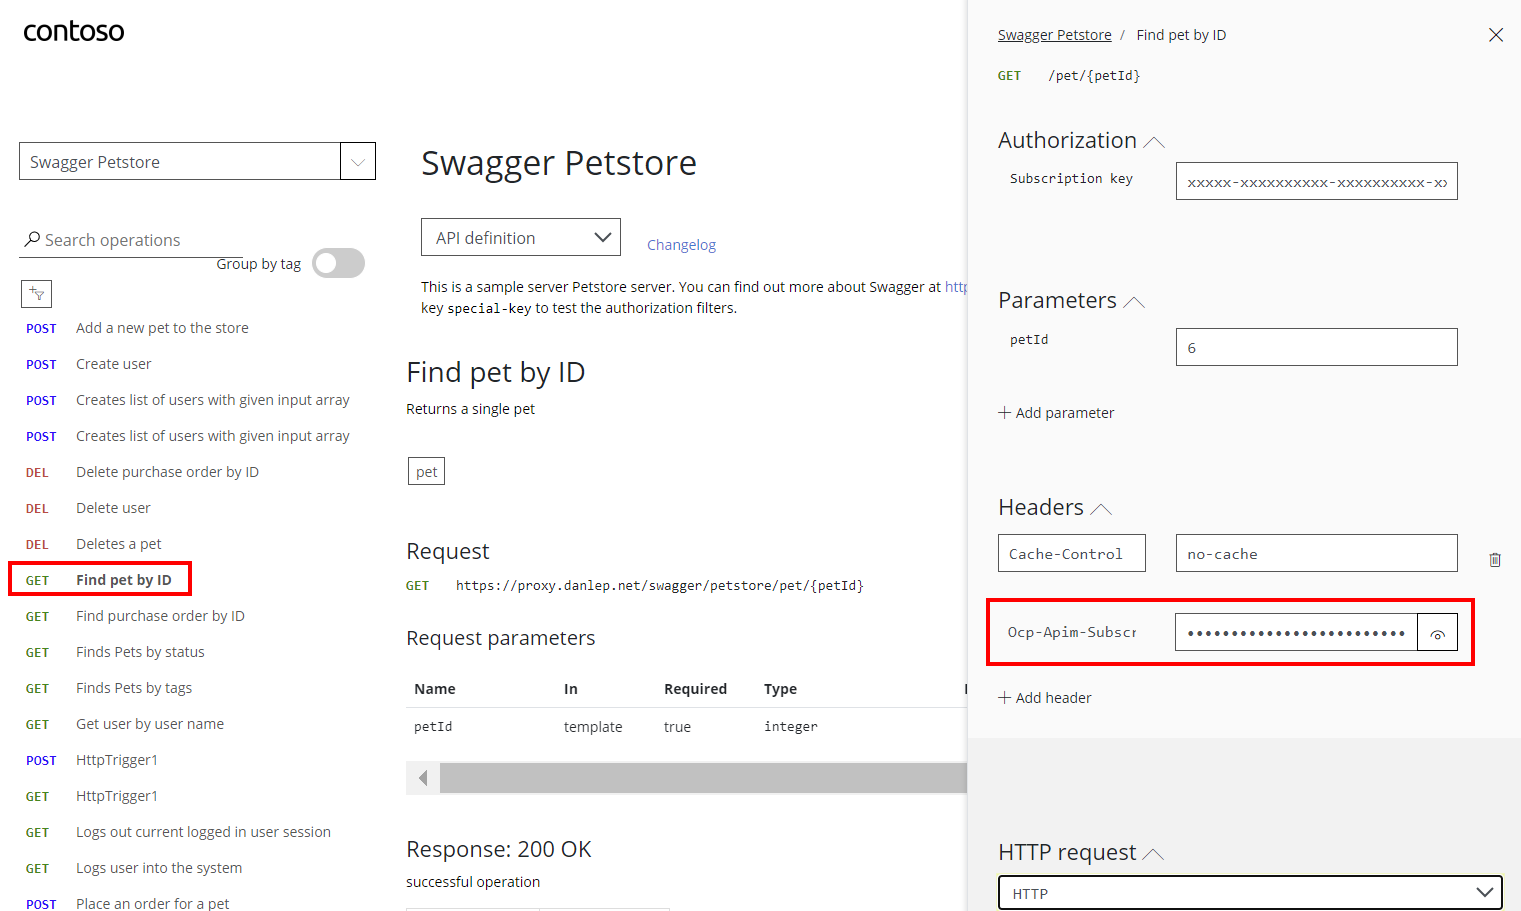 contoso
Swagger Petstore
Search operations
Group by tag
POST Add a new pet to the store
POST Create user
POST Creates list of users with given input array
POST Creates list of users with given input array
DEL Delete purchase order by ID
DEL Delete user
DEL Deletes a pet
GET Find pet by ID
GET Find purchase order by ID
GET Finds Pets by status
GET Finds Pets by tags
GET Get user by user name
POST HttpTrigger1
GET HttpTrigger1
GET Logs out current logged in user session
GET Logs user into the system
POST Place an order for a pet
Swagger Petstore
API definition
Changelog
This is a sample server Petstore server. You can find out more about Swagger at http
key special-key to test the authorization filters.
Find pet by ID
Returns a single pet
pet
Request
GET https://proxy.danlep.net/swagger/petstore/pet/{petId}
Request parameters
Name In Required Type
petId template true integer
Response: 200 OK
successful operation
Swagger Petstore / Find pet by ID
GET /pet/{petId}
Authorization
Subscription key xxxxx-xxxxxxxxxx-xxxxxxxxxx-xx
Parameters
petId 6
+ Add parameter
Headers
Cache-Control no-cache
Ocp-Apim-Subscr ••••••••••••••••••••••••••
+ Add header
HTTP request
HTTP